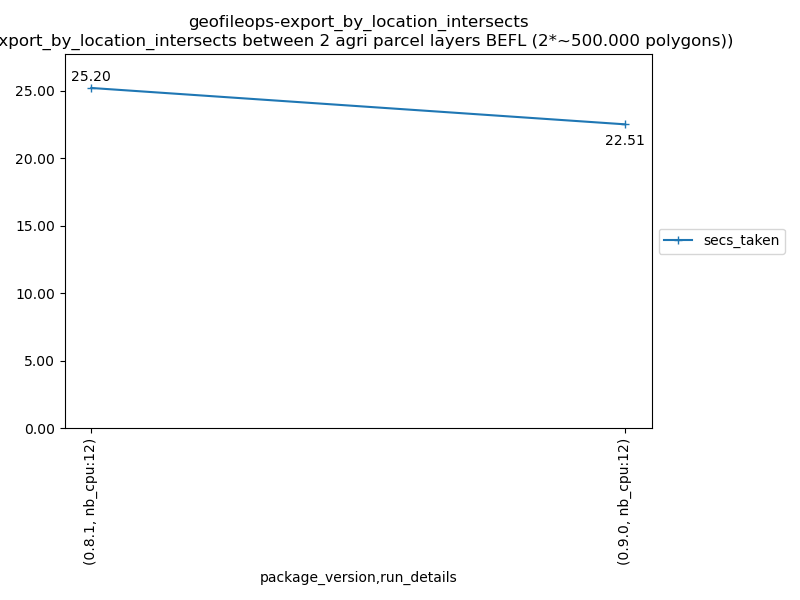 geofileops-export_by_location_intersects
xport_by_location_intersects between 2 agri parcel layers BEFL (2*~500.000 polygons))
25.20
22.51
25.00
20.00
15.00
10.00
5.00
0.00
secs_taken
(0.8.1, nb_cpu:12)
(0.9.0, nb_cpu:12)
package_version,run_details